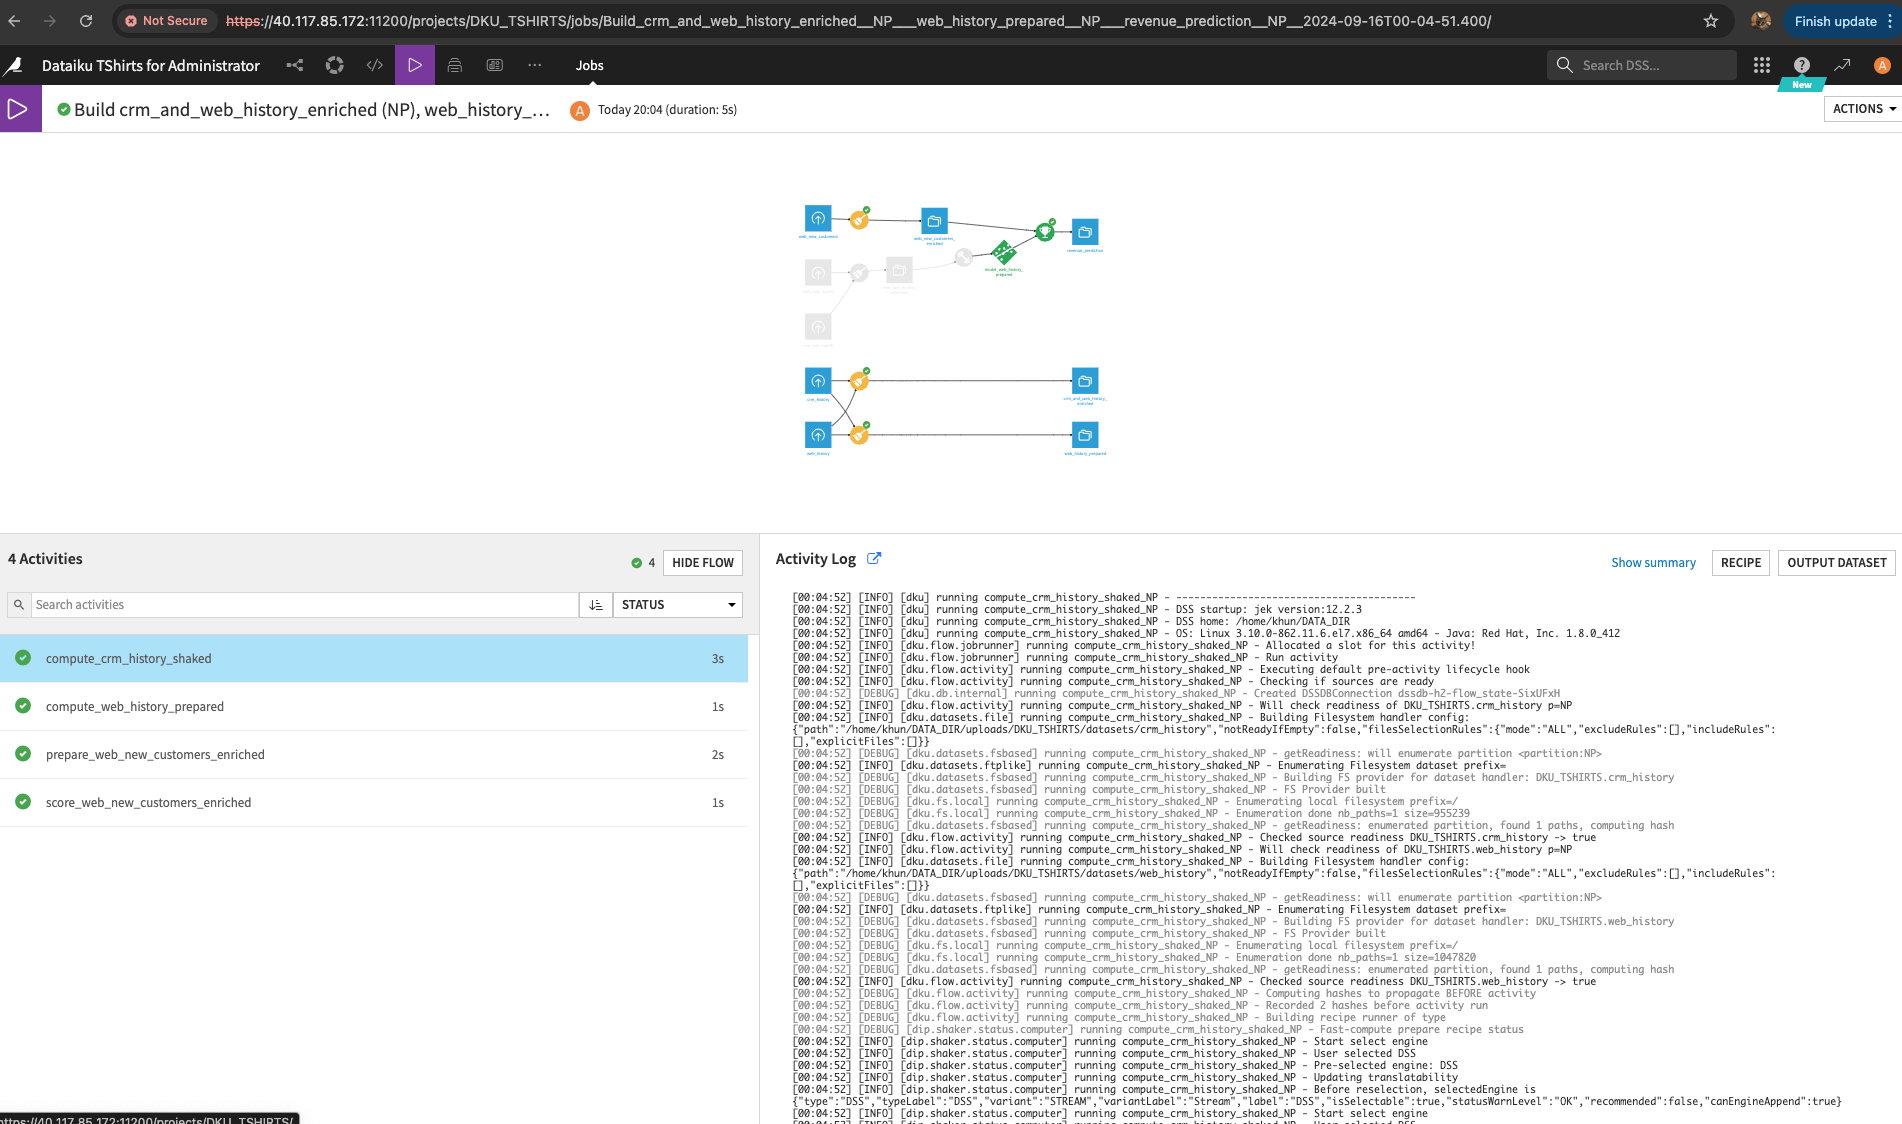 Not Secure
https://40.117.85.172:11200/projects/DKU_TSHIRTS/jobs/Build_crm_and_web_history_enriched__NP___web_history_prepared__NP___revenue_prediction__NP__2024-09-16T00-04-51.400/
Finish update
Dataiku TShirts for Administrator
Jobs
Search DSS...
A
New
Build crm_and_web_history_enriched (NP), web_history_...
A
Today 20:04 (duration: 5s)
ACTIONS
web_new_customers
web_new_customers_
enriched
revenue_prediction
model_web_history_
prepared
crm_history
crm_and_web_history_
enriched
web_history
web_history_prepared
4 Activities
4
HIDE FLOW
Search activities
STATUS
compute_crm_history_shaked
3s
compute_web_history_prepared
1s
prepare_web_new_customers_enriched
2s
score_web_new_customers_enriched
1s
Activity Log
Show summary
RECIPE
OUTPUT DATASET
[00:04:52] [INFO] [dku] running compute_crm_history_shaked_NP - ----------------------------------------
[00:04:52] [INFO] [dku] running compute_crm_history_shaked_NP - DSS startup: jek version:12.2.3
[00:04:52] [INFO] [dku] running compute_crm_history_shaked_NP - DSS home: /home/khun/DATA_DIR
[00:04:52] [INFO] [dku] running compute_crm_history_shaked_NP - OS: Linux 3.10.0-862.11.6.el7.x86_64 amd64 - Java: Red Hat, Inc. 1.8.0_412
[00:04:52] [INFO] [dku.flow.jobrunner] running compute_crm_history_shaked_NP - Allocated a slot for this activity!
[00:04:52] [INFO] [dku.flow.activity] running compute_crm_history_shaked_NP - Run activity
[00:04:52] [INFO] [dku.flow.activity] running compute_crm_history_shaked_NP - Executing default pre-activity lifecycle hook
[00:04:52] [INFO] [dku.flow.activity] running compute_crm_history_shaked_NP - Checking if sources are ready
[00:04:52] [DEBUG] [dku.db.internal] running compute_crm_history_shaked_NP - Created DSSDBConnection dssdb-h2-flow_state-SixUFxH
[00:04:52] [INFO] [dku.flow.activity] running compute_crm_history_shaked_NP - Will check readiness of DKU_TSHIRTS.crm_history p=NP
[00:04:52] [INFO] [dku.datasets.file] running compute_crm_history_shaked_NP - Building Filesystem handler config:
{"path":"/home/khun/DATA_DIR/uploads/DKU_TSHIRTS/datasets/crm_history","notReadyIfEmpty":false,"filesSelectionRules":{"mode":"ALL","excludeRules":[],"includeRules":
[],"explicitFiles":[]}}
[00:04:52] [DEBUG] [dku.datasets.fsbased] running compute_crm_history_shaked_NP - getReadiness: will enumerate partition <partition:NP>
[00:04:52] [INFO] [dku.datasets.ftplike] running compute_crm_history_shaked_NP - Enumerating Filesystem dataset prefix=
[00:04:52] [DEBUG] [dku.datasets.fsbased] running compute_crm_history_shaked_NP - Building FS provider for dataset handler: DKU_TSHIRTS.crm_history
[00:04:52] [DEBUG] [dku.datasets.fsbased] running compute_crm_history_shaked_NP - FS Provider built
[00:04:52] [DEBUG] [dku.fs.local] running compute_crm_history_shaked_NP - Enumerating local filesystem prefix=/
[00:04:52] [DEBUG] [dku.fs.local] running compute_crm_history_shaked_NP - Enumeration done nb_paths=1 size=955239
[00:04:52] [DEBUG] [dku.datasets.fsbased] running compute_crm_history_shaked_NP - getReadiness: enumerated partition, found 1 paths, computing hash
[00:04:52] [INFO] [dku.flow.activity] running compute_crm_history_shaked_NP - Checked source readiness DKU_TSHIRTS.crm_history -> true
[00:04:52] [INFO] [dku.flow.activity] running compute_crm_history_shaked_NP - Will check readiness of DKU_TSHIRTS.web_history p=NP
[00:04:52] [INFO] [dku.datasets.file] running compute_crm_history_shaked_NP - Building Filesystem handler config:
{"path":"/home/khun/DATA_DIR/uploads/DKU_TSHIRTS/datasets/web_history","notReadyIfEmpty":false,"filesSelectionRules":{"mode":"ALL","excludeRules":[],"includeRules":
[],"explicitFiles":[]}}
[00:04:52] [DEBUG] [dku.datasets.fsbased] running compute_crm_history_shaked_NP - getReadiness: will enumerate partition <partition:NP>
[00:04:52] [INFO] [dku.datasets.ftplike] running compute_crm_history_shaked_NP - Enumerating Filesystem dataset prefix=
[00:04:52] [DEBUG] [dku.datasets.fsbased] running compute_crm_history_shaked_NP - Building FS provider for dataset handler: DKU_TSHIRTS.web_history
[00:04:52] [DEBUG] [dku.datasets.fsbased] running compute_crm_history_shaked_NP - FS Provider built
[00:04:52] [DEBUG] [dku.fs.local] running compute_crm_history_shaked_NP - Enumerating local filesystem prefix=/
[00:04:52] [DEBUG] [dku.fs.local] running compute_crm_history_shaked_NP - Enumeration done nb_paths=1 size=1047820
[00:04:52] [DEBUG] [dku.datasets.fsbased] running compute_crm_history_shaked_NP - getReadiness: enumerated partition, found 1 paths, computing hash
[00:04:52] [INFO] [dku.flow.activity] running compute_crm_history_shaked_NP - Checked source readiness DKU_TSHIRTS.web_history -> true
[00:04:52] [DEBUG] [dku.flow.activity] running compute_crm_history_shaked_NP - Computing hashes to propagate BEFORE activity
[00:04:52] [DEBUG] [dku.flow.activity] running compute_crm_history_shaked_NP - Recorded 2 hashes before activity run
[00:04:52] [DEBUG] [dku.flow.activity] running compute_crm_history_shaked_NP - Building recipe runner of type
[00:04:52] [DEBUG] [dip.shaker.status.computer] running compute_crm_history_shaked_NP - Fast-compute prepare recipe status
[00:04:52] [INFO] [dip.shaker.status.computer] running compute_crm_history_shaked_NP - Start select engine
[00:04:52] [INFO] [dip.shaker.status.computer] running compute_crm_history_shaked_NP - User selected DSS
[00:04:52] [INFO] [dip.shaker.status.computer] running compute_crm_history_shaked_NP - Pre-selected engine: DSS
[00:04:52] [INFO] [dip.shaker.status.computer] running compute_crm_history_shaked_NP - Updating translatability
[00:04:52] [INFO] [dip.shaker.status.computer] running compute_crm_history_shaked_NP - Before reselection, selectedEngine is
{"type":"DSS","typeLabel":"DSS","variant":"STREAM","variantLabel":"Stream","label":"DSS","isSelectable":true,"statusWarnLevel":"OK","recommended":false,"canEngineAppend":true}
[00:04:52] [INFO] [dip.shaker.status.computer] running compute_crm_history_shaked_NP - Start select engine